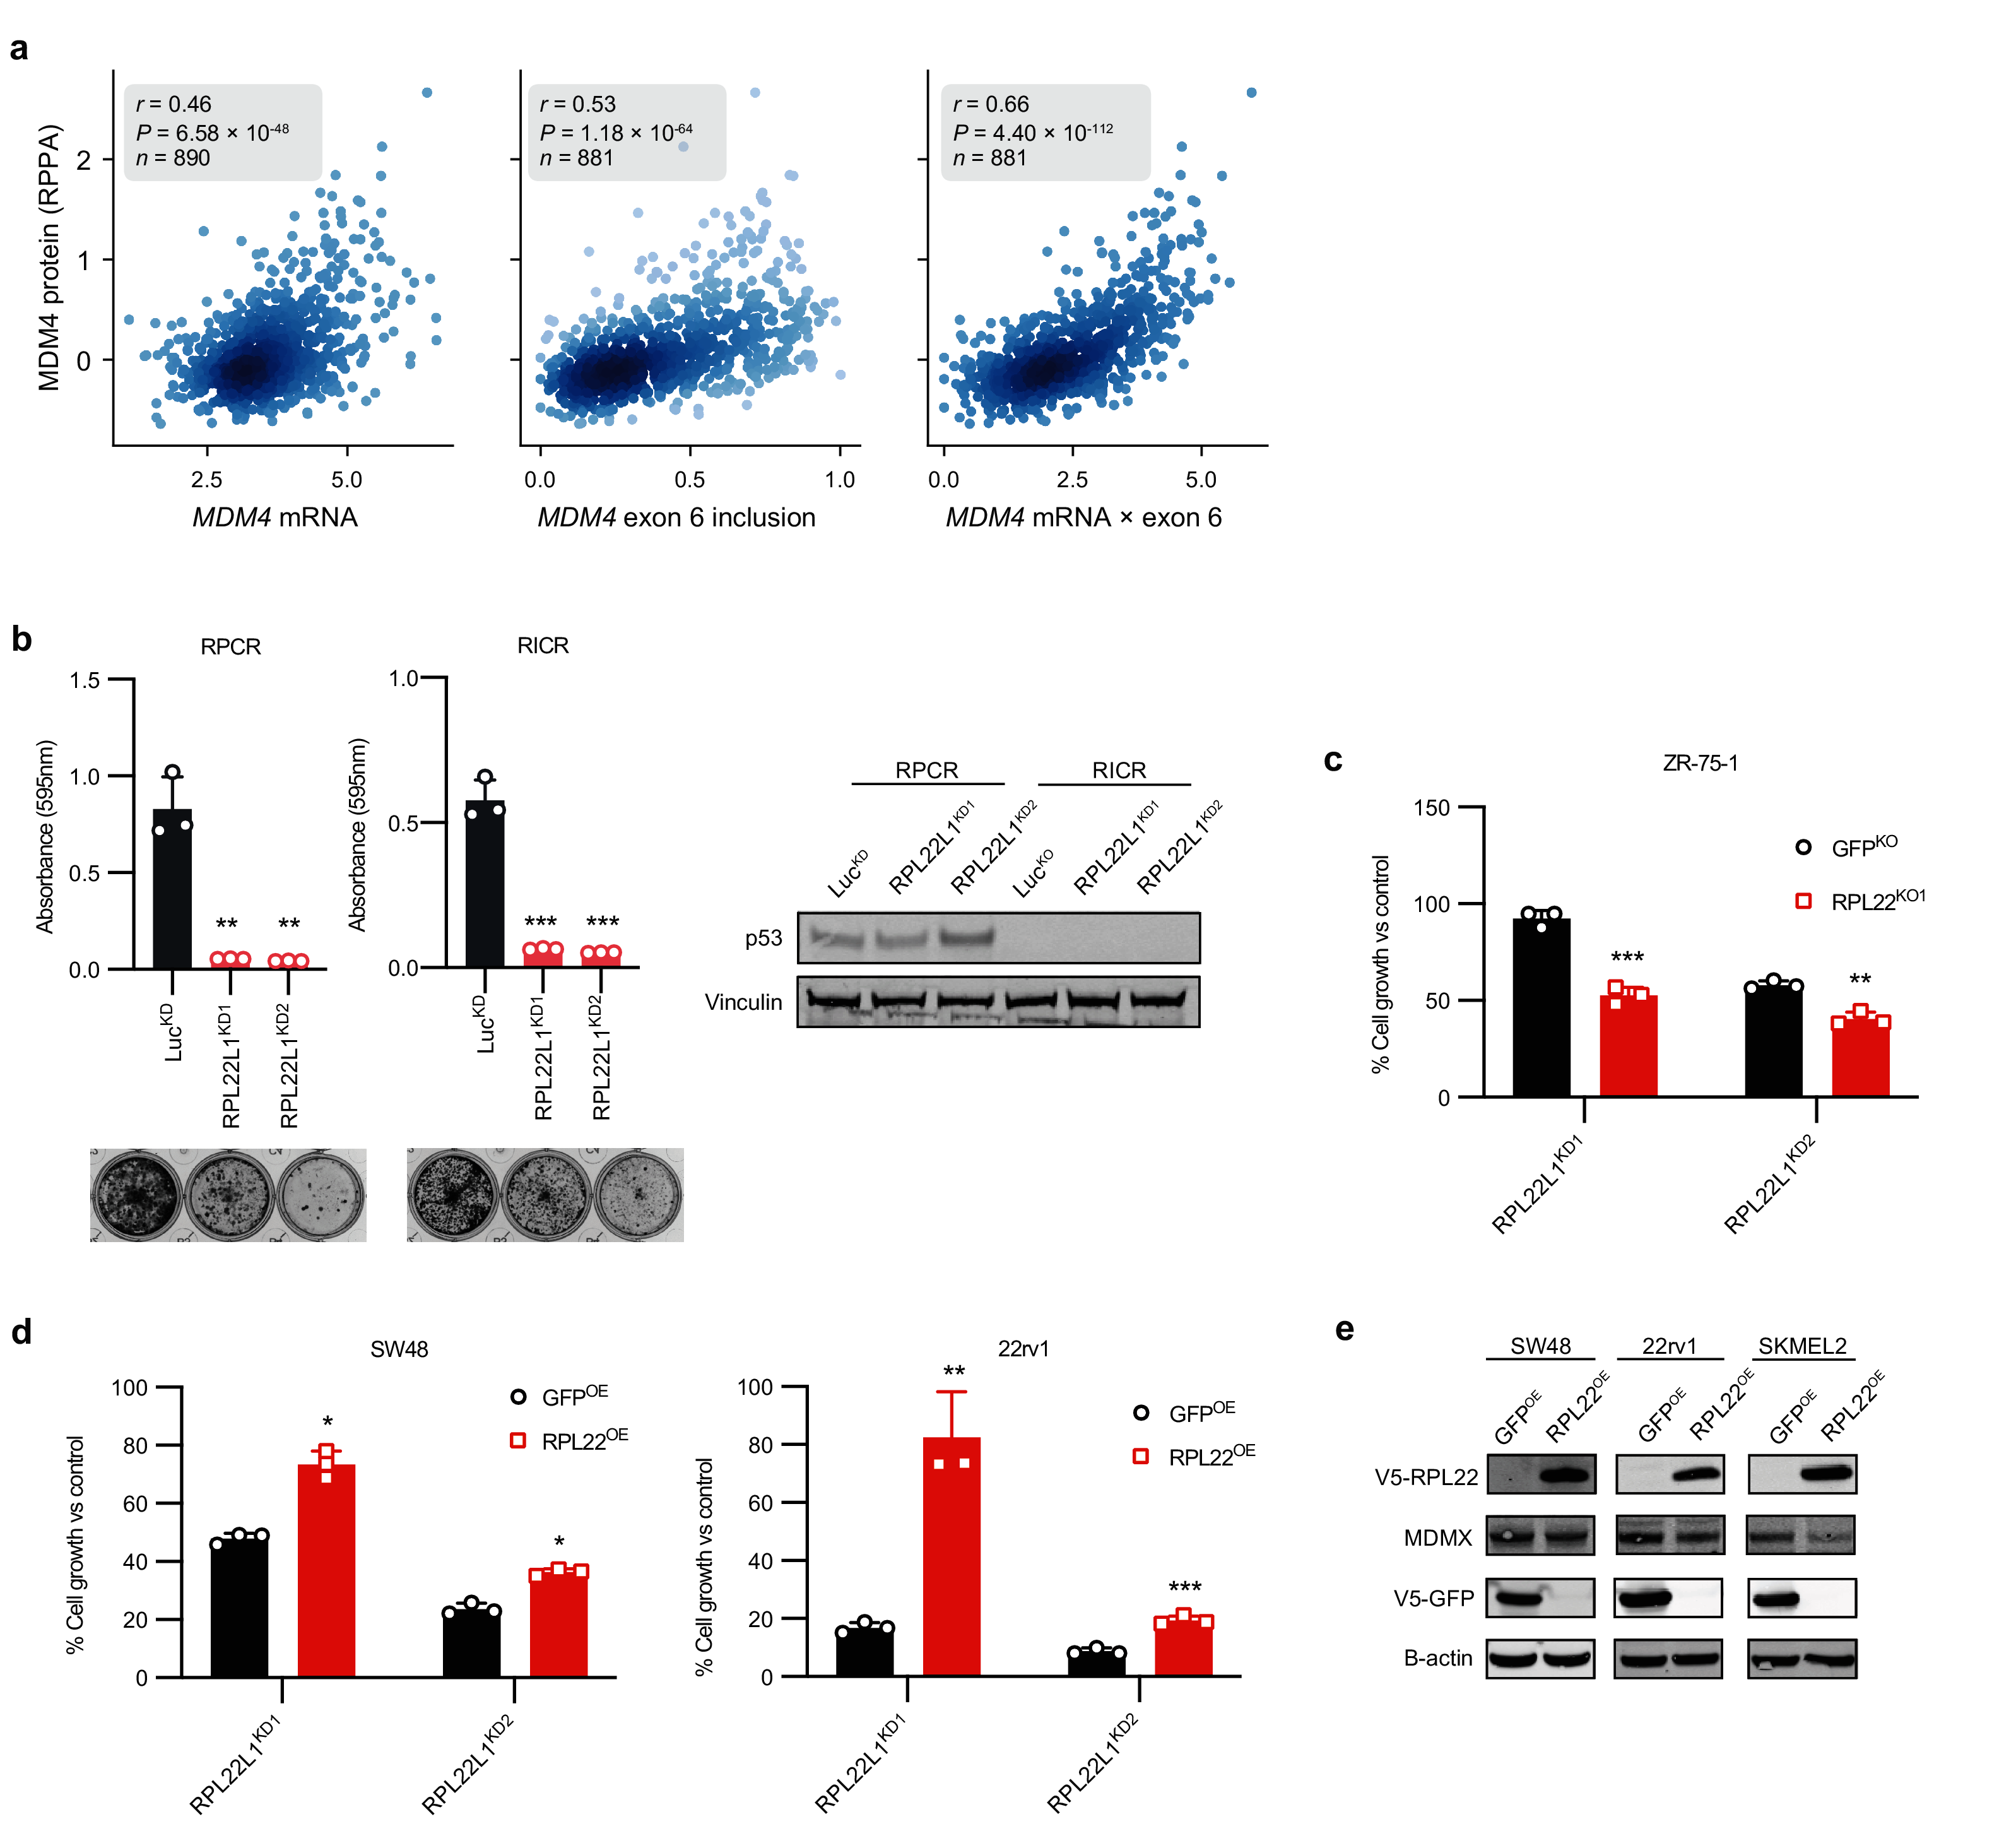 a
MDM4 protein (RPPA)
2
1
0
r = 0.46
P = 6.58 × 10-48
n = 890
2.5 5.0
MDM4 mRNA
r = 0.53
P = 1.18 × 10-64
n = 881
0.0 0.5 1.0
MDM4 exon 6 inclusion
r = 0.66
P = 4.40 × 10-112
n = 881
0.0 2.5 5.0
MDM4 mRNA × exon 6
b
RPCR
Absorbance (595nm)
1.5
1.0
0.5
0.0
** **
LucKD
RPL22L1KD1
RPL22L1KD2
RICR
Absorbance (595nm)
1.0
0.5
0.0
*** ***
LucKD
RPL22L1KD1
RPL22L1KD2
RPCR RICR
LucKD
RPL22L1KD1
RPL22L1KD2
LucKO
RPL22L1KD1
RPL22L1KD2
p53
Vinculin
c
ZR-75-1
% Cell growth vs control
150
100
50
0
GFPKO
RPL22KO1
***
**
RPL22L1KD1
RPL22L1KD2
d
SW48
% Cell growth vs control
100
80
60
40
20
0
GFPOE
RPL22OE
*
*
RPL22L1KD1
RPL22L1KD2
22rv1
% Cell growth vs control
100
80
60
40
20
0
GFPOE
RPL22OE
**
***
RPL22L1KD1
RPL22L1KD2
e
SW48 22rv1 SKMEL2
GFPOE
RPL22OE
GFPOE
RPL22OE
GFPOE
RPL22OE
V5-RPL22
MDMX
V5-GFP
B-actin